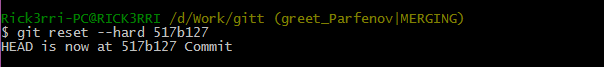 Rick3rri-PC@RICK3RRI /d/Work/gitt (greet_Parfenov|MERGING)
$ git reset --hard 517b127
HEAD is now at 517b127 Commit